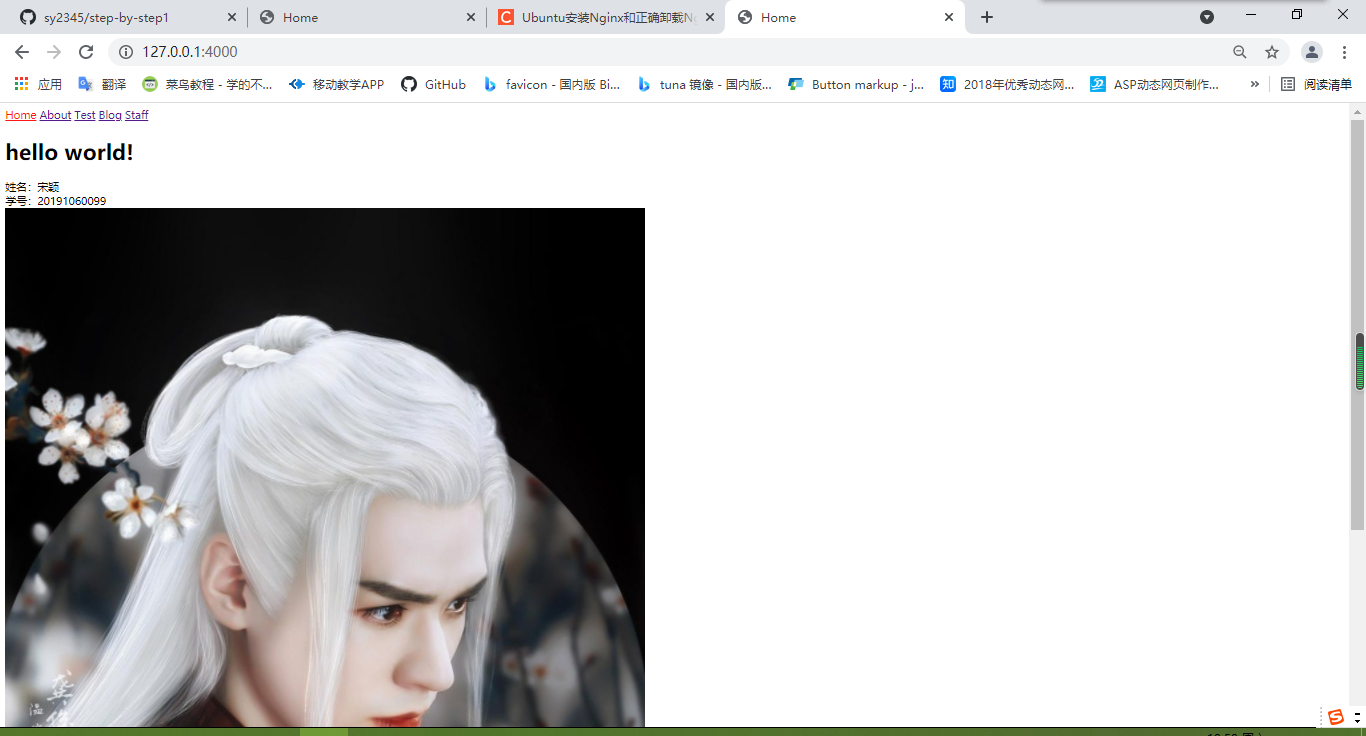 sy2345/step-by-step1
Home
Ubuntu安装Nginx和正确卸载N
Home
127.0.0.1:4000
应用
翻译
菜鸟教程 - 学的不...
移动教学APP
GitHub
favicon - 国内版 Bi...
tuna 镜像 - 国内版...
Button markup - j...
知
2018年优秀动态网...
ASP动态网页制作...
»
阅读清单
Home About Test Blog Staff
hello world!
姓名：宋颖
学号：20191060099